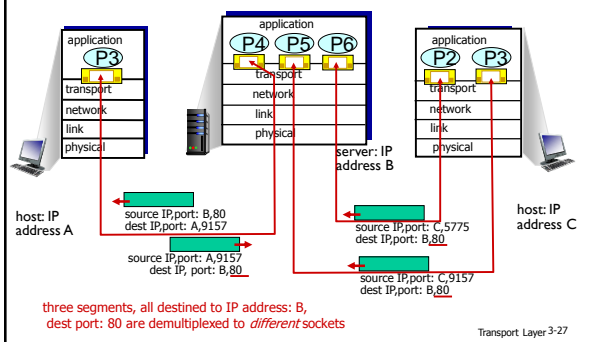 application
P3
transport
network
link
physical
host: IP
address A
application
P4 P5 P6
transport
network
link
physical
server: IP
address B
application
P2 P3
transport
network
link
physical
host: IP
address C
source IP,port: B,80
dest IP,port: A,9157
source IP,port: A,9157
dest IP, port: B,80
source IP,port: C,5775
dest IP,port: B,80
source IP,port: C,9157
dest IP,port: B,80
three segments, all destined to IP address: B,
dest port: 80 are demultiplexed to different sockets
Transport Layer 3-27